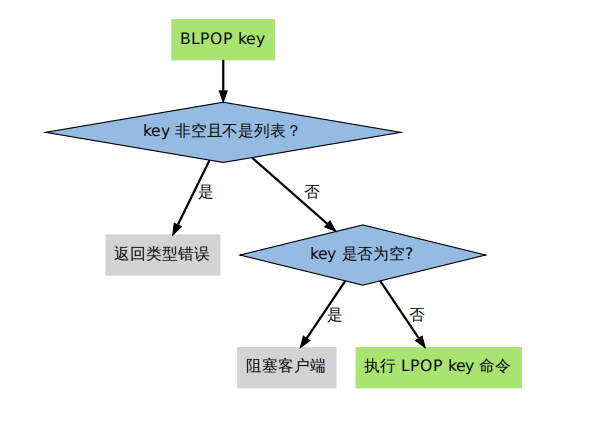 BLPOP key
key 非空且不是列表？
是
否
返回类型错误
key 是否为空?
是
否
阻塞客户端
执行 LPOP key 命令